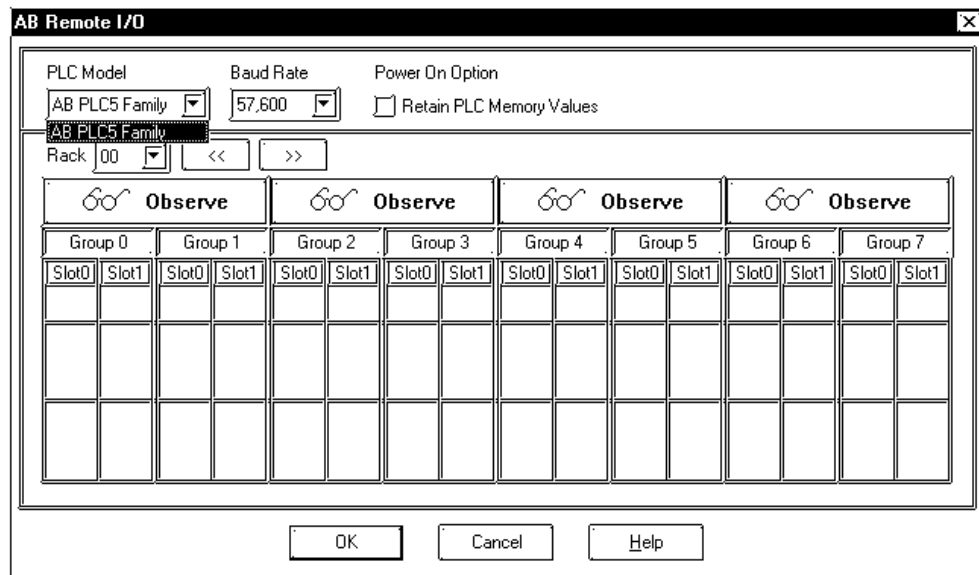 AB Remote I/O
PLC Model Baud Rate Power On Option
AB PLC5 Family 57,600 Retain PLC Memory Values
AB PLC5 Family
Rack 00 << >>
Observe Observe Observe Observe
Group 0 Group 1 Group 2 Group 3 Group 4 Group 5 Group 6 Group 7
Slot0 Slot1 Slot0 Slot1 Slot0 Slot1 Slot0 Slot1 Slot0 Slot1 Slot0 Slot1 Slot0 Slot1 Slot0 Slot1
OK Cancel Help